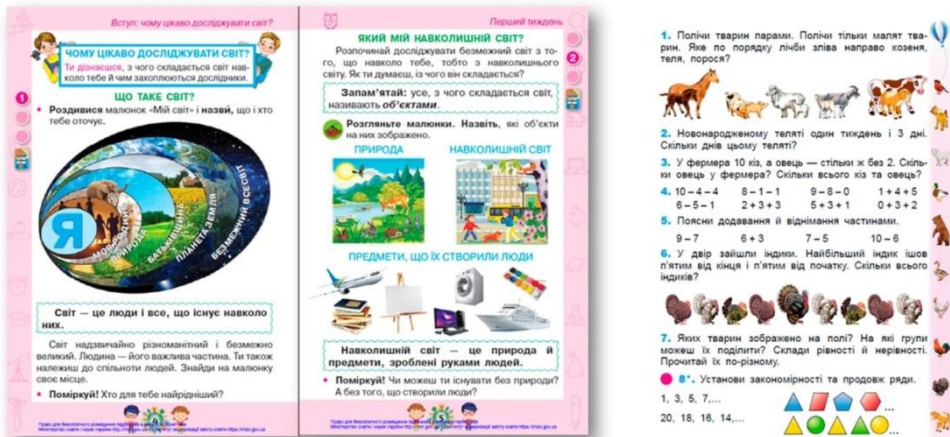 Вступ: чому цікаво досліджувати світ?
ЧОМУ ЦІКАВО ДОСЛІДЖУВАТИ СВІТ?
Ти дізнаєшся, з чого складається світ нав-
коло тебе й чим захоплюються дослідники.
1
ЩО ТАКЕ СВІТ?
• Роздивися малюнок «Мій світ» і назви́, що і хто
тебе оточує.
Я
МОЯ РОДИНА
ПРИРОДА
БАТЬКІВЩИНА
ПЛАНЕТА ЗЕМЛЯ
БЕЗМЕЖНИЙ ВСЕСВІТ
Світ — це люди і все, що існує навколо
них.
Світ надзвичайно різноманітний і безмежно
великий. Людина — його важлива частина. Ти також
належиш до спільноти людей. Знайди на малюнку
своє місце.
• Поміркуй! Хто для тебе найрідніший?
Перший тиждень
ЯКИЙ МІЙ НАВКОЛИШНІЙ СВІТ?
Розпочинай досліджувати безмежний світ з то-
го, що навколо тебе, тобто з навколишнього
світу. Як ти думаєш, із чого він складається?
2
Запам’ятай: усе, з чого складається світ,
називають об’єктами.
Розгляньте малюнки. Назвіть, які об’єкти
на них зображено.
ПРИРОДА НАВКОЛИШНІЙ СВІТ
ПРЕДМЕТИ, ЩО ЇХ СТВОРИЛИ ЛЮДИ
Навколишній світ — це природа й
предмети, зроблені руками людей.
• Поміркуй! Чи можеш ти існувати без природи?
А без того, що створили люди?
1. Полічи тварин парами. Полічи тільки малят тва-
рин. Яке по порядку лічби зліва направо козеня,
теля, порося?
2. Новонародженому теляті один тиждень і 3 дні.
Скільки днів цьому теляті?
3. У фермера 10 кіз, а овець — стільки ж без 2. Скіль-
ки овець у фермера? Скільки всього кіз та овець?
4. 10 – 4 – 4 8 – 1 – 1 9 – 8 – 0 1 + 4 + 5
6 – 5 – 1 2 + 3 + 3 5 + 3 + 1 0 + 3 + 2
5. Поясни додавання й віднімання частинами.
9 – 7 6 + 3 7 – 5 10 – 6
6. У двір зайшли індики. Найбільший індик ішов
п’ятим від кінця і п’ятим від початку. Скільки всього
індиків?
7. Яких тварин зображено на полі? На які групи
можеш їх поділити? Склади рівності й нерівності.
Прочитай їх по-різному.
8*. Установи закономірності та продовж ряди.
1, 3, 5, 7,...
20, 18, 16, 14,...